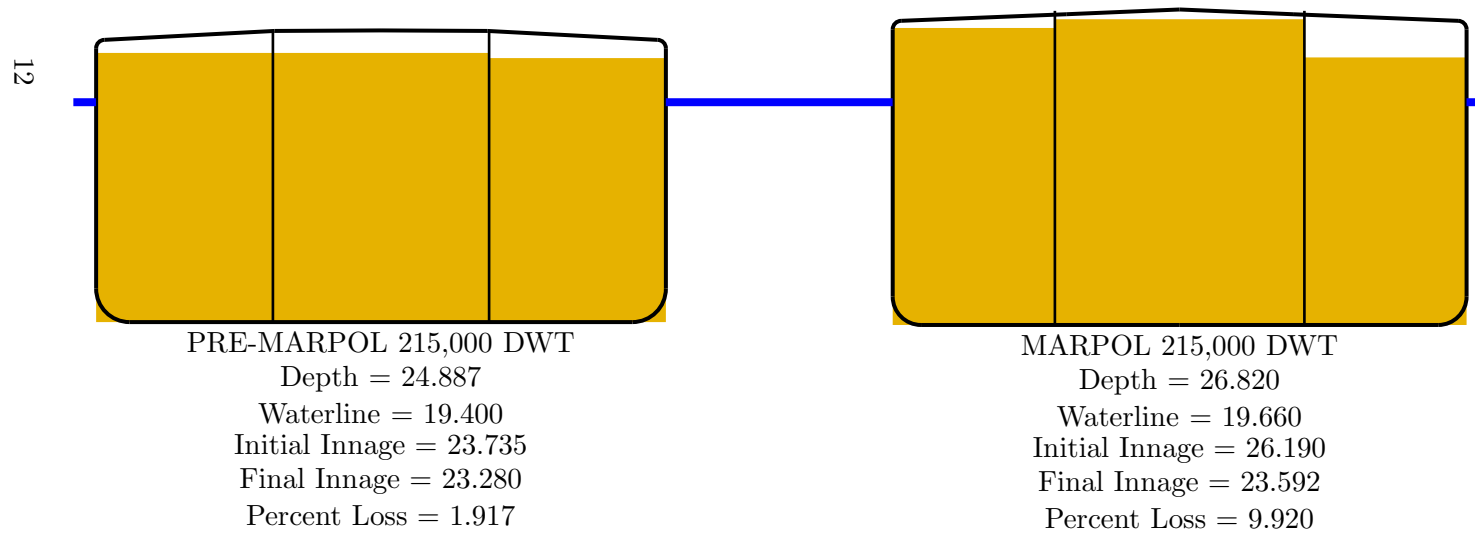 12
PRE-MARPOL 215,000 DWT
Depth = 24.887
Waterline = 19.400
Initial Innage = 23.735
Final Innage = 23.280
Percent Loss = 1.917
MARPOL 215,000 DWT
Depth = 26.820
Waterline = 19.660
Initial Innage = 26.190
Final Innage = 23.592
Percent Loss = 9.920